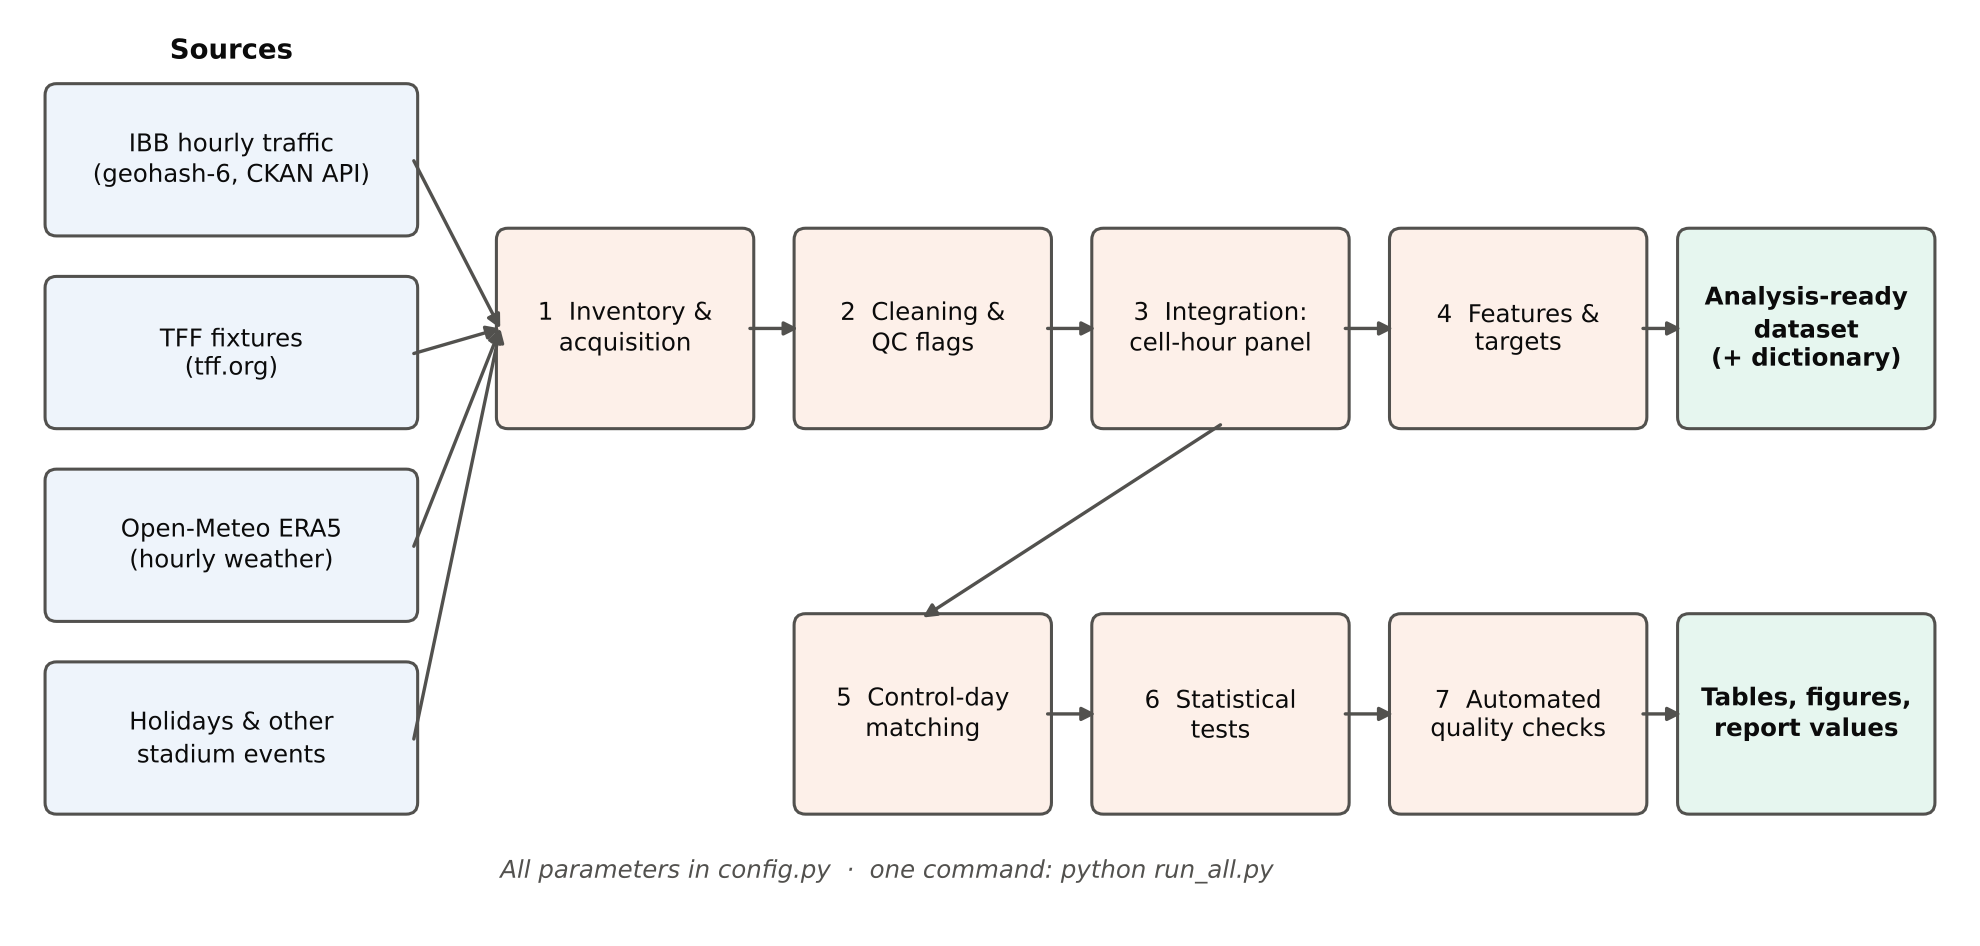 Sources
IBB hourly traffic
(geohash-6, CKAN API)
TFF fixtures
(tff.org)
Open-Meteo ERA5
(hourly weather)
Holidays & other
stadium events
1 Inventory &
acquisition
2 Cleaning &
QC flags
3 Integration:
cell-hour panel
4 Features &
targets
Analysis-ready
dataset
(+ dictionary)
5 Control-day
matching
6 Statistical
tests
7 Automated
quality checks
Tables, figures,
report values
All parameters in config.py · one command: python run_all.py